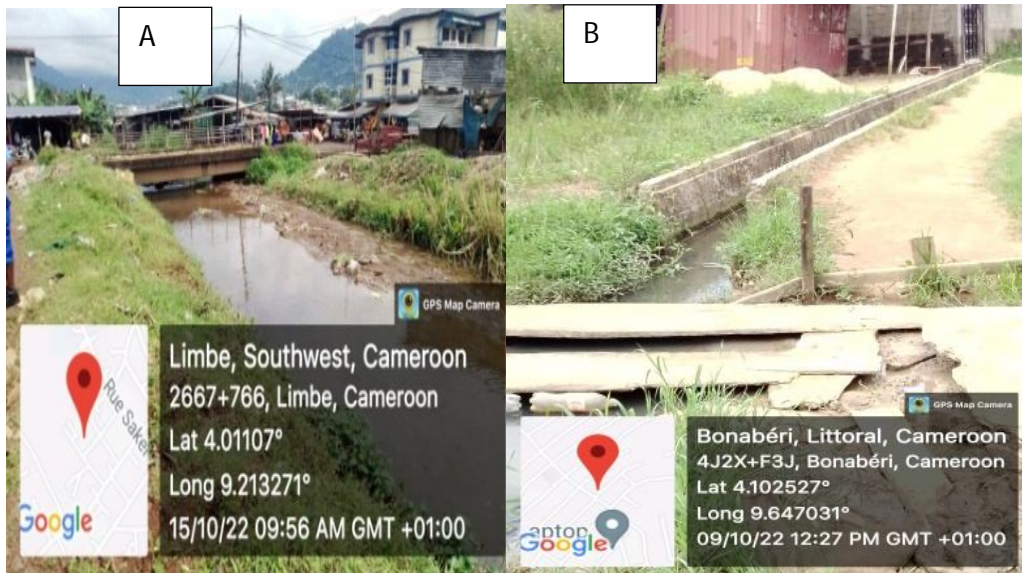 A
GPS Map Camera
Rue Saker
Google
Limbe, Southwest, Cameroon
2667+766, Limbe, Cameroon
Lat 4.01107°
Long 9.213271°
15/10/22 09:56 AM GMT +01:00
B
GPS Map Camera
aptop
Google
Bonabéri, Littoral, Cameroon
4J2X+F3J, Bonabéri, Cameroon
Lat 4.102527°
Long 9.647031°
09/10/22 12:27 PM GMT +01:00